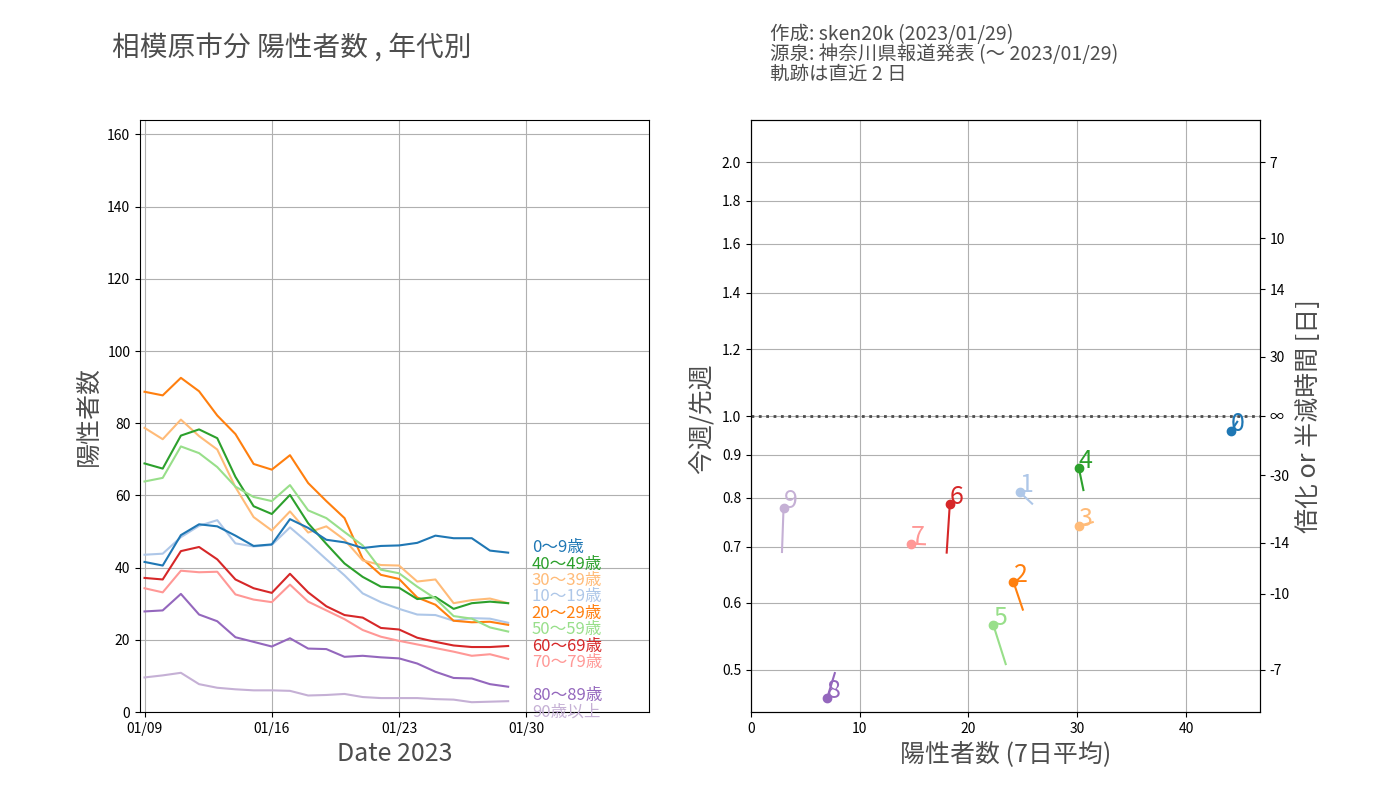 相模原市分 陽性者数 , 年代別
作成: sken20k (2023/01/29)
源泉: 神奈川県報道発表 (〜 2023/01/29)
軌跡は直近 2 日
陽性者数
160
140
120
100
80
60
40
20
0
01/09
01/16
01/23
01/30
Date 2023
0〜9歳
40〜49歳
30〜39歳
10〜19歳
20〜29歳
50〜59歳
60〜69歳
70〜79歳
80〜89歳
90歳以上
今週/先週
2.0
1.8
1.6
1.4
1.2
1.0
0.9
0.8
0.7
0.6
0.5
0
10
20
30
40
陽性者数 (7日平均)
0
4
1
9
6
3
7
2
5
8
7
10
14
30
∞
-30
-14
-10
-7
倍化 or 半減時間 [日]